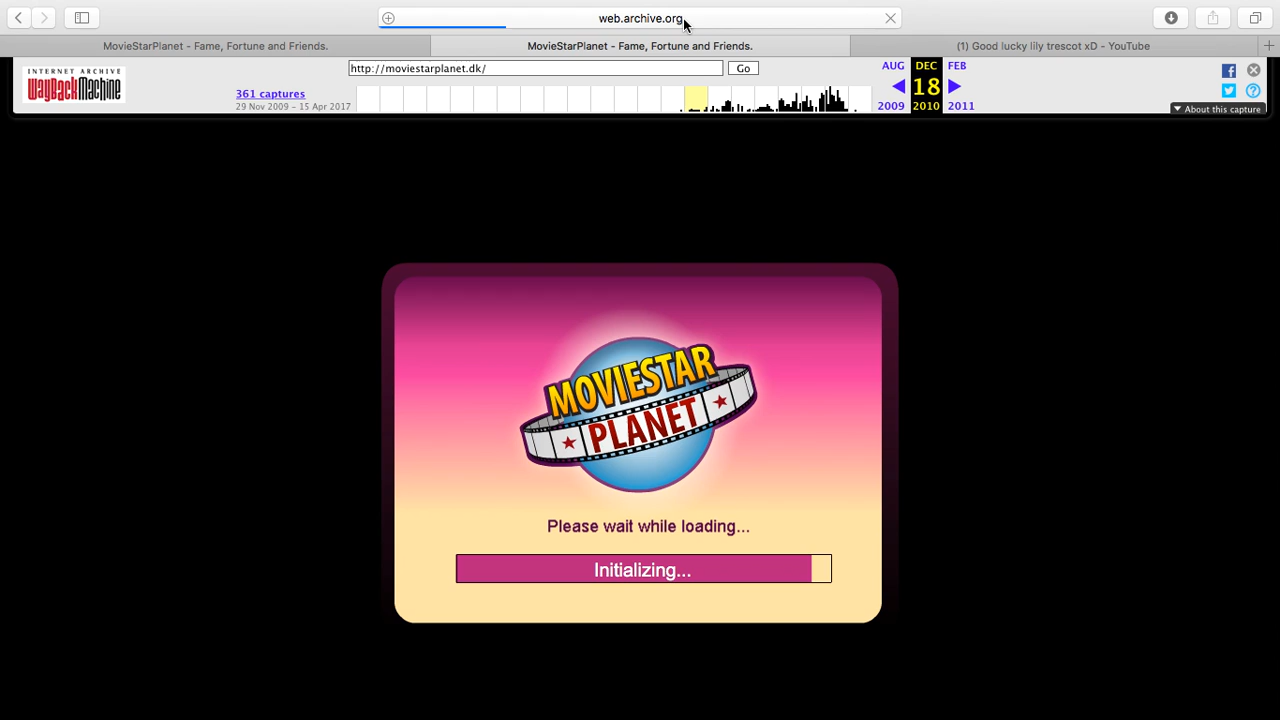 web.archive.org
MovieStarPlanet - Fame, Fortune and Friends.
MovieStarPlanet - Fame, Fortune and Friends.
(1) Good lucky lily trescot xD - YouTube
INTERNET ARCHIVE
WayBackMachine
http://moviestarplanet.dk/
Go
361 captures
29 Nov 2009 – 15 Apr 2017
AUG DEC FEB
18
2009 2010 2011
About this capture
MOVIESTAR
PLANET
Please wait while loading...
Initializing...